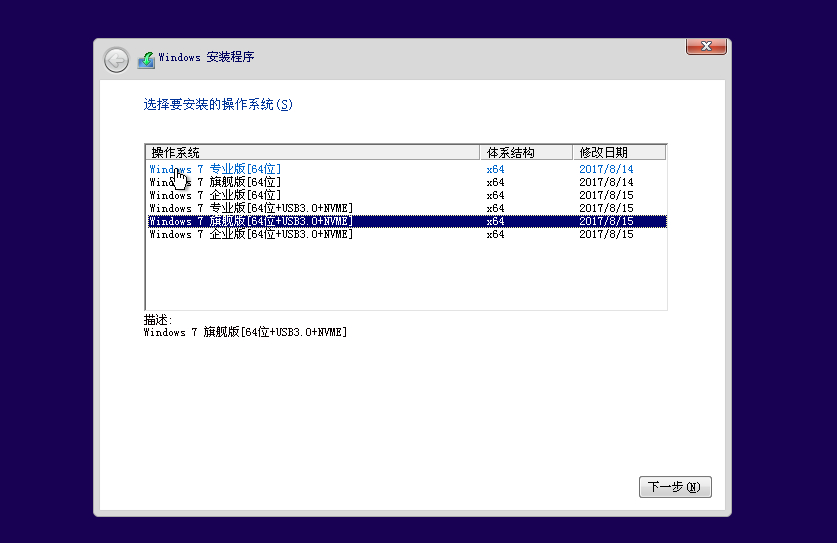 Windows 安装程序
选择要安装的操作系统(S)
操作系统 体系结构 修改日期
Windows 7 专业版[64位] x64 2017/8/14
Windows 7 旗舰版[64位] x64 2017/8/14
Windows 7 企业版[64位] x64 2017/8/15
Windows 7 专业版[64位+USB3.0+NVME] x64 2017/8/15
Windows 7 旗舰版[64位+USB3.0+NVME] x64 2017/8/15
Windows 7 企业版[64位+USB3.0+NVME] x64 2017/8/15
描述:
Windows 7 旗舰版[64位+USB3.0+NVME]
下一步(N)